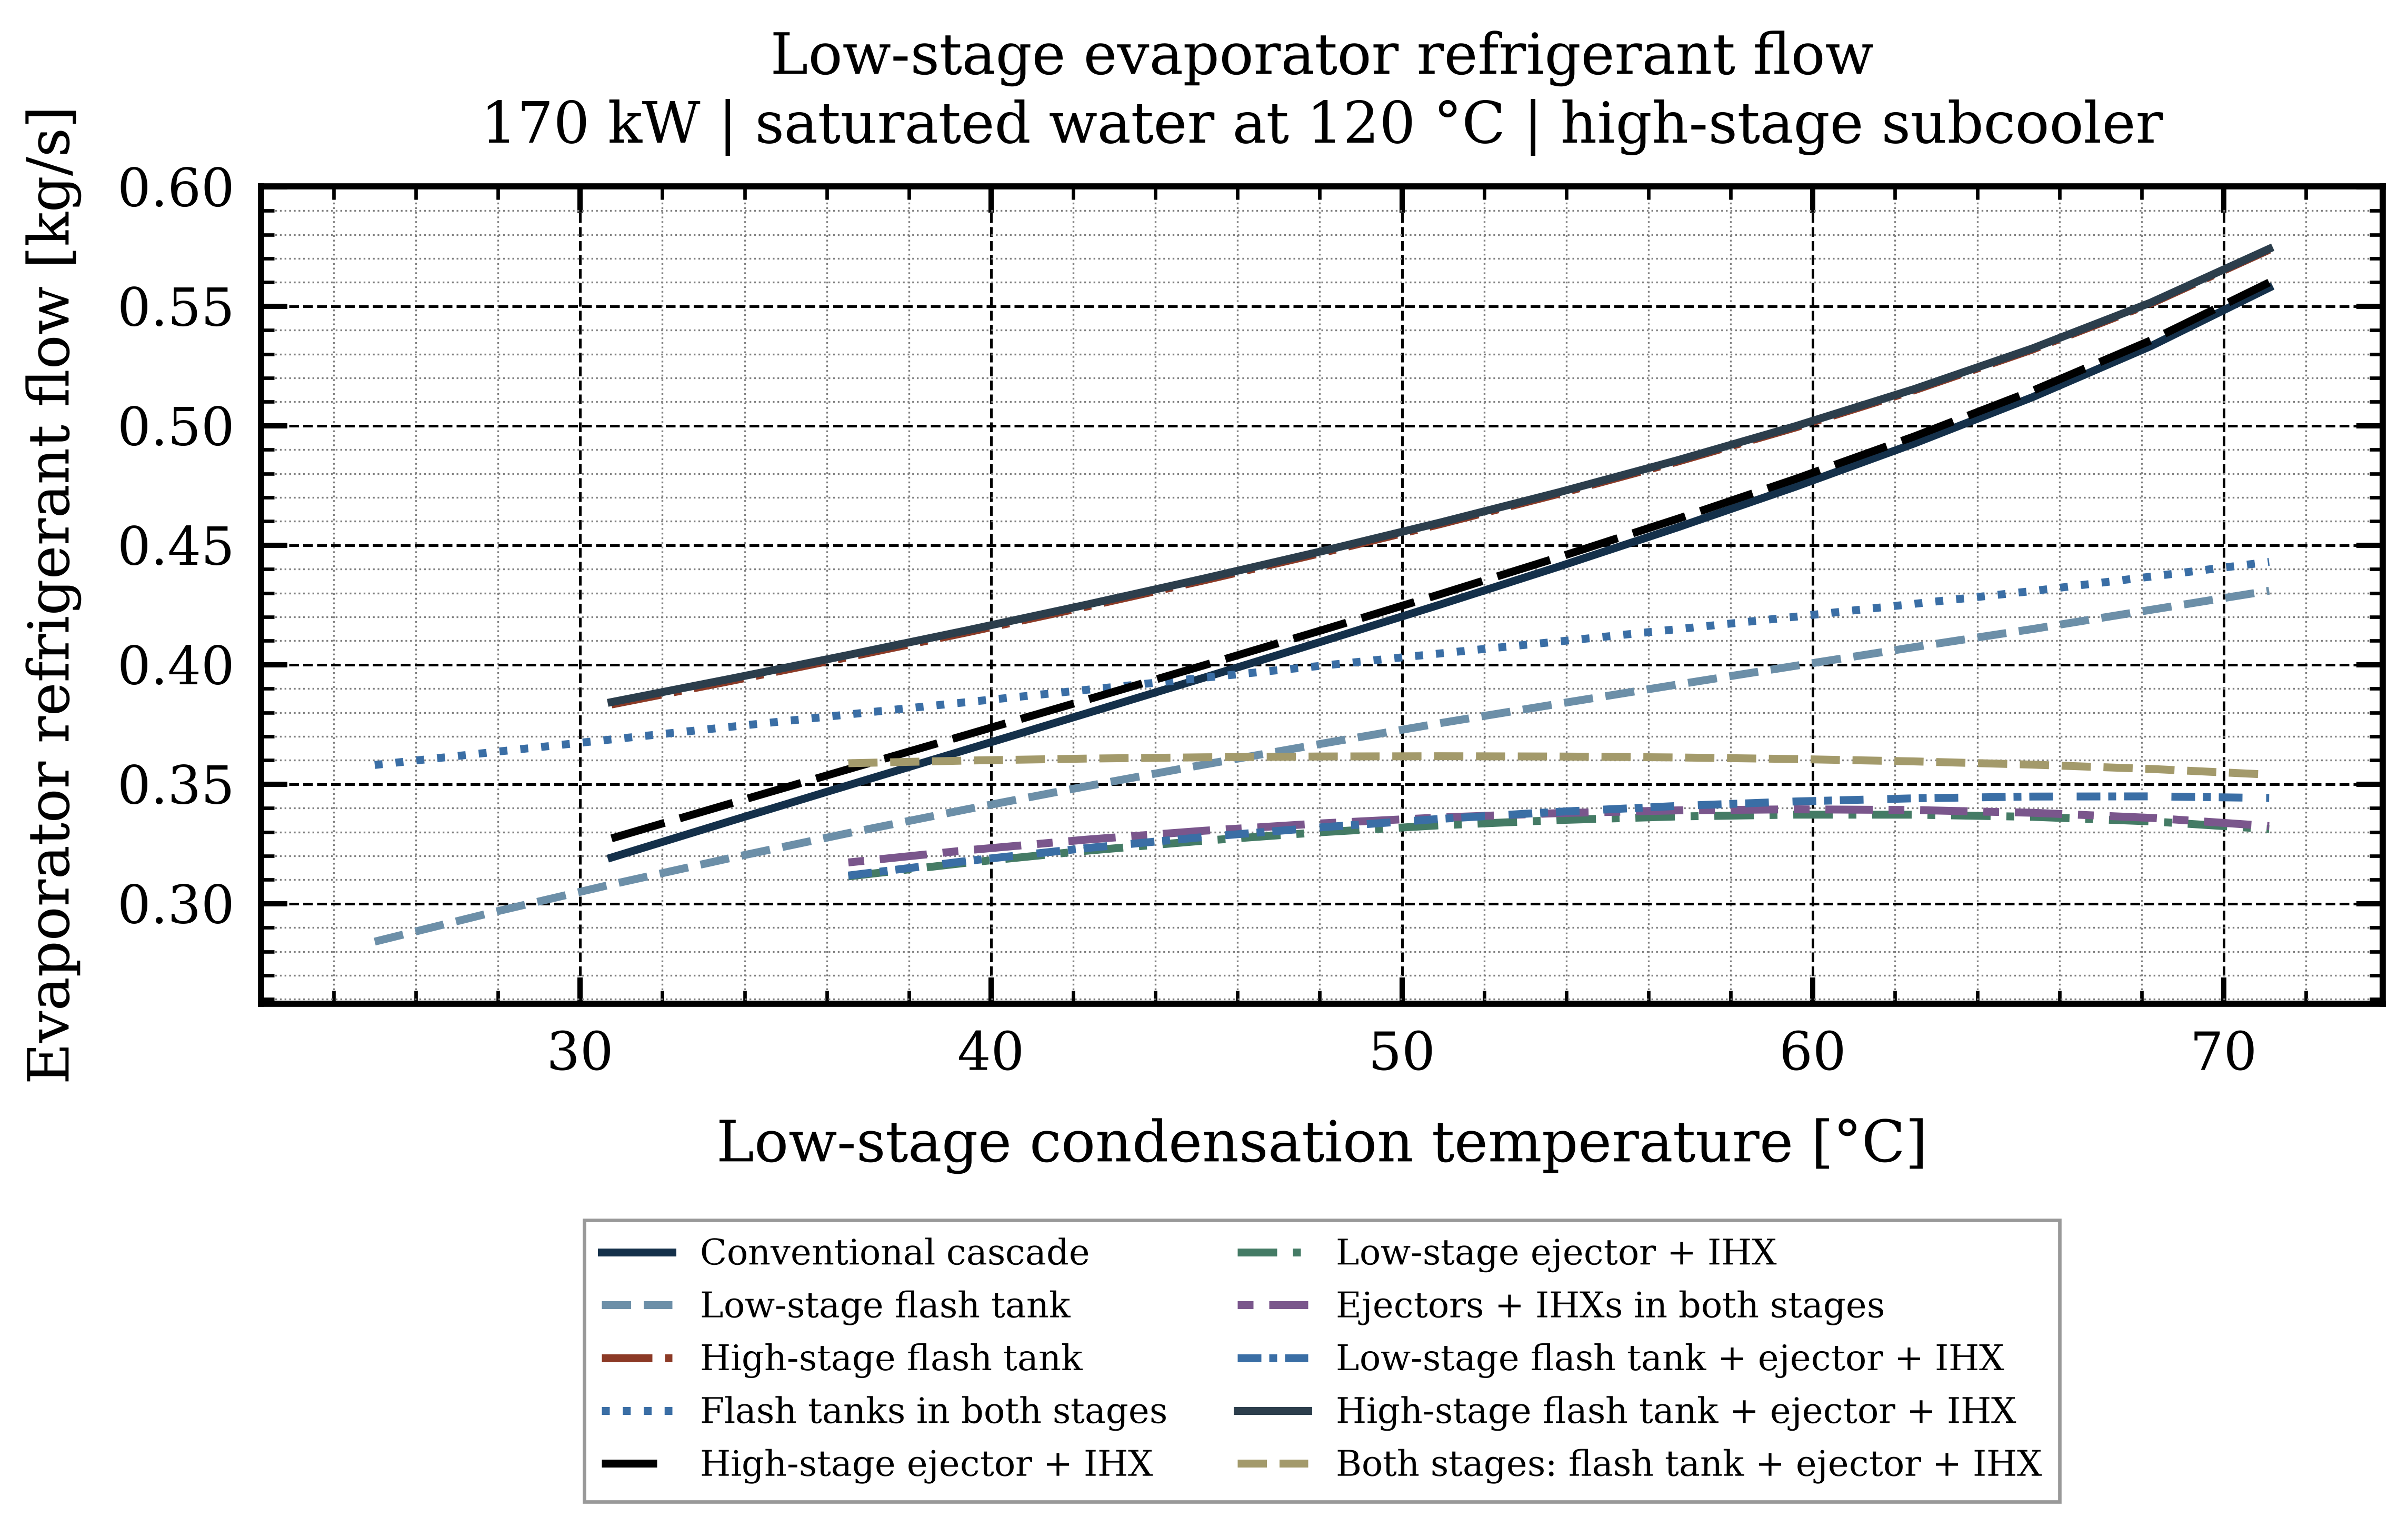 Low-stage evaporator refrigerant flow
170 kW | saturated water at 120 °C | high-stage subcooler
Evaporator refrigerant flow [kg/s]
0.60
0.55
0.50
0.45
0.40
0.35
0.30
30 40 50 60 70
Low-stage condensation temperature [°C]
Conventional cascade
Low-stage flash tank
High-stage flash tank
Flash tanks in both stages
High-stage ejector + IHX
Low-stage ejector + IHX
Ejectors + IHXs in both stages
Low-stage flash tank + ejector + IHX
High-stage flash tank + ejector + IHX
Both stages: flash tank + ejector + IHX